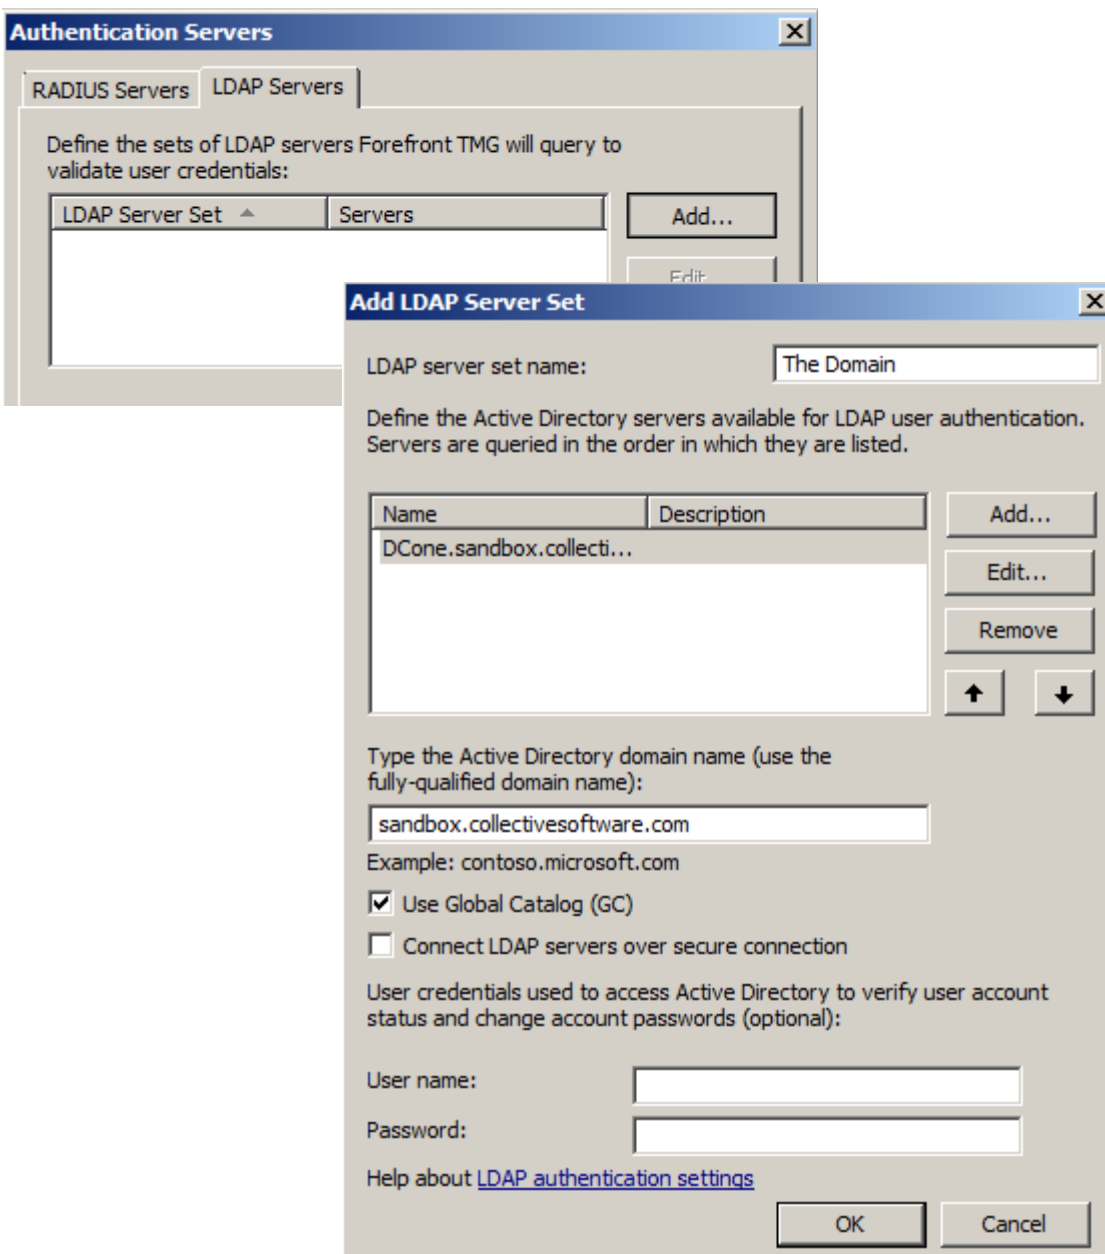 Authentication Servers
RADIUS Servers
LDAP Servers
Define the sets of LDAP servers Forefront TMG will query to
validate user credentials:
LDAP Server Set
Servers
Add...
Edit
Add LDAP Server Set
LDAP server set name:
The Domain
Define the Active Directory servers available for LDAP user authentication.
Servers are queried in the order in which they are listed.
Name
Description
Add...
DCone.sandbox.collecti...
Edit...
Remove
Type the Active Directory domain name (use the
fully-qualified domain name):
sandbox.collectivesoftware.com
Example: contoso.microsoft.com
Use Global Catalog (GC)
Connect LDAP servers over secure connection
User credentials used to access Active Directory to verify user account
status and change account passwords (optional):
User name:
Password:
Help about LDAP authentication settings
OK
Cancel